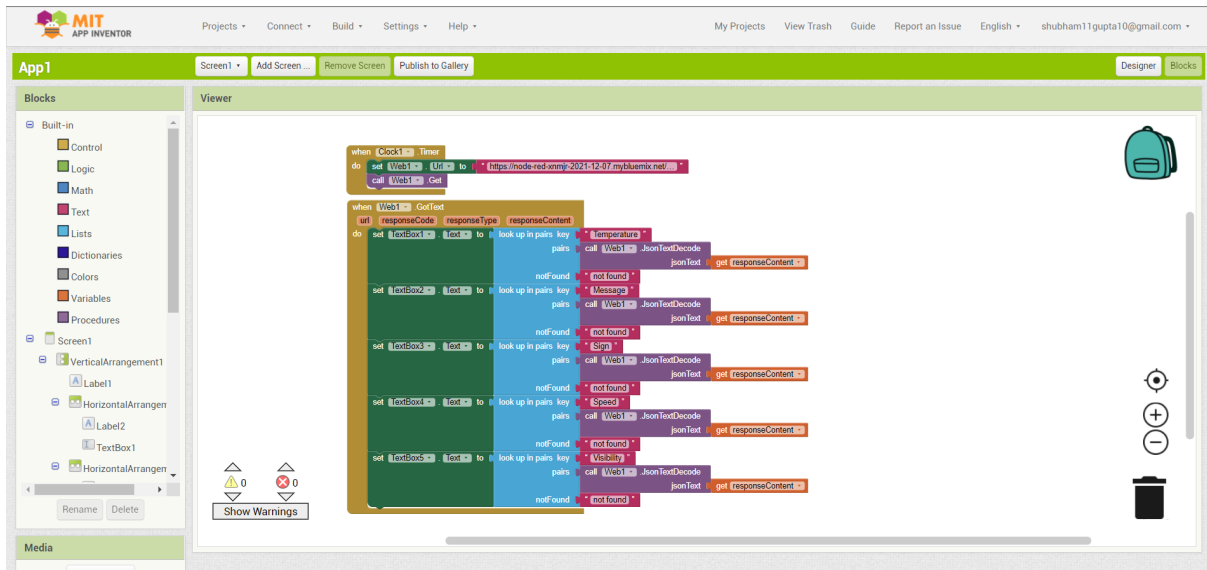 MIT
APP INVENTOR
Projects Connect Build Settings Help My Projects View Trash Guide Report an Issue English shubham11gupta10@gmail.com
App1 Screen1 Add Screen ... Remove Screen Publish to Gallery Designer Blocks
Blocks Viewer
Built-in
Control
Logic
Math
Text
Lists
Dictionaries
Colors
Variables
Procedures
Screen1
VerticalArrangement1
Label1
HorizontalArrangem
Label2
TextBox1
HorizontalArrangem
Rename Delete
Media
when Clock1 .Timer
do set Web1 . Url to " https://node-red-xnmjr-2021-12-07.mybluemix.net/... "
call Web1 .Get
when Web1 .GotText
url responseCode responseType responseContent
do set TextBox1 . Text to look up in pairs key " Temperature "
pairs call Web1 .JsonTextDecode
jsonText get responseContent
notFound " not found "
set TextBox2 . Text to look up in pairs key " Message "
pairs call Web1 .JsonTextDecode
jsonText get responseContent
notFound " not found "
set TextBox3 . Text to look up in pairs key " Sign "
pairs call Web1 .JsonTextDecode
jsonText get responseContent
notFound " not found "
set TextBox4 . Text to look up in pairs key " Speed "
pairs call Web1 .JsonTextDecode
jsonText get responseContent
notFound " not found "
set TextBox5 . Text to look up in pairs key " Visibility "
pairs call Web1 .JsonTextDecode
jsonText get responseContent
notFound " not found "
0 0
Show Warnings